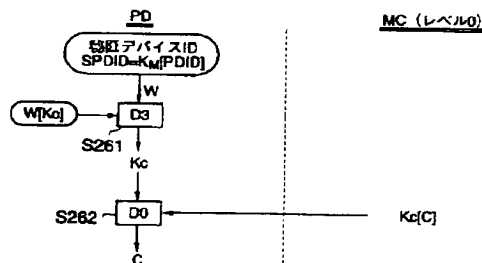 PD
MC (レベル0)
デバイスID
SPDID=KM[PDID]
W
W[Kc]
D3
S261
Kc
S262
D0
Kc[C]
C